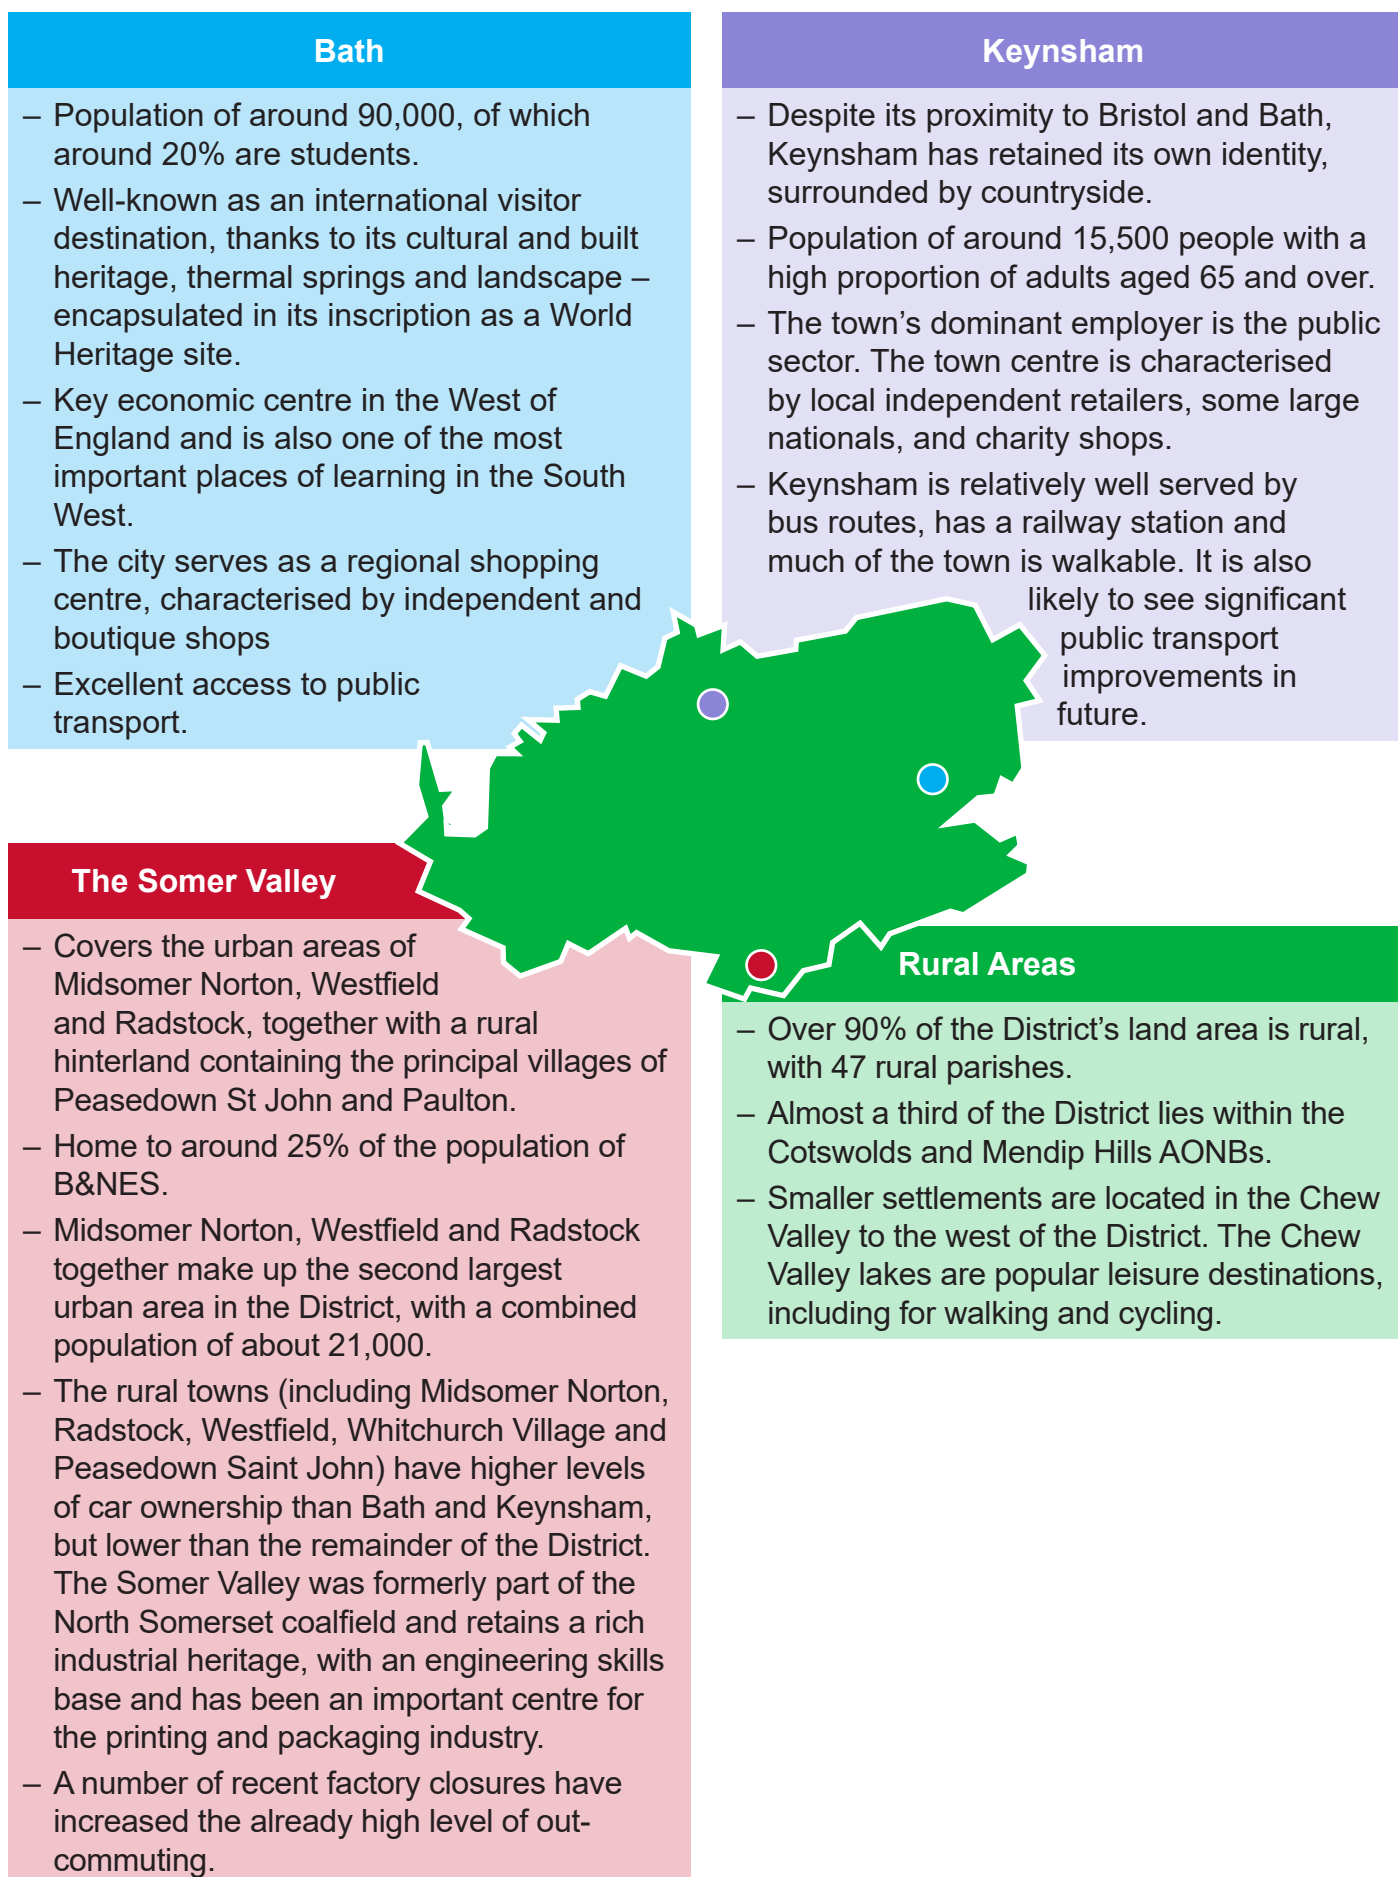 Bath
– Population of around 90,000, of which
around 20% are students.
– Well-known as an international visitor
destination, thanks to its cultural and built
heritage, thermal springs and landscape –
encapsulated in its inscription as a World
Heritage site.
– Key economic centre in the West of
England and is also one of the most
important places of learning in the South
West.
– The city serves as a regional shopping
centre, characterised by independent and
boutique shops
– Excellent access to public
transport.
Keynsham
– Despite its proximity to Bristol and Bath,
Keynsham has retained its own identity,
surrounded by countryside.
– Population of around 15,500 people with a
high proportion of adults aged 65 and over.
– The town's dominant employer is the public
sector. The town centre is characterised
by local independent retailers, some large
nationals, and charity shops.
– Keynsham is relatively well served by
bus routes, has a railway station and
much of the town is walkable. It is also
likely to see significant
public transport
improvements in
future.
The Somer Valley
– Covers the urban areas of
Midsomer Norton, Westfield
and Radstock, together with a rural
hinterland containing the principal villages of
Peasedown St John and Paulton.
– Home to around 25% of the population of
B&NES.
– Midsomer Norton, Westfield and Radstock
together make up the second largest
urban area in the District, with a combined
population of about 21,000.
– The rural towns (including Midsomer Norton,
Radstock, Westfield, Whitchurch Village and
Peasedown Saint John) have higher levels
of car ownership than Bath and Keynsham,
but lower than the remainder of the District.
The Somer Valley was formerly part of the
North Somerset coalfield and retains a rich
industrial heritage, with an engineering skills
base and has been an important centre for
the printing and packaging industry.
– A number of recent factory closures have
increased the already high level of out-
commuting.
Rural Areas
– Over 90% of the District's land area is rural,
with 47 rural parishes.
– Almost a third of the District lies within the
Cotswolds and Mendip Hills AONBs.
– Smaller settlements are located in the Chew
Valley to the west of the District. The Chew
Valley lakes are popular leisure destinations,
including for walking and cycling.